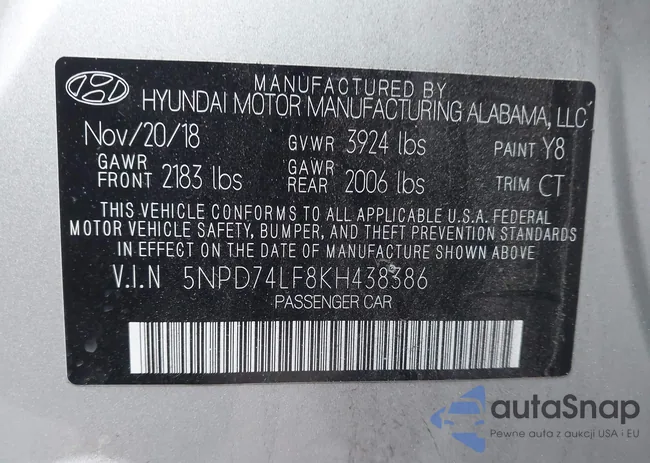 MANUFACTURED BY
HYUNDAI MOTOR MANUFACTURING ALABAMA, LLC
Nov/20/18 GVWR 3924 lbs PAINT Y8
GAWR FRONT 2183 lbs GAWR REAR 2006 lbs TRIM CT
THIS VEHICLE CONFORMS TO ALL APPLICABLE U.S.A. FEDERAL
MOTOR VEHICLE SAFETY, BUMPER, AND THEFT PREVENTION STANDARDS
IN EFFECT ON THE DATE OF MANUFACTURE SHOWN ABOVE
V.I.N 5NPD74LF8KH438386
PASSENGER CAR
autoSnap
Pewne auta z aukcji USA i EU